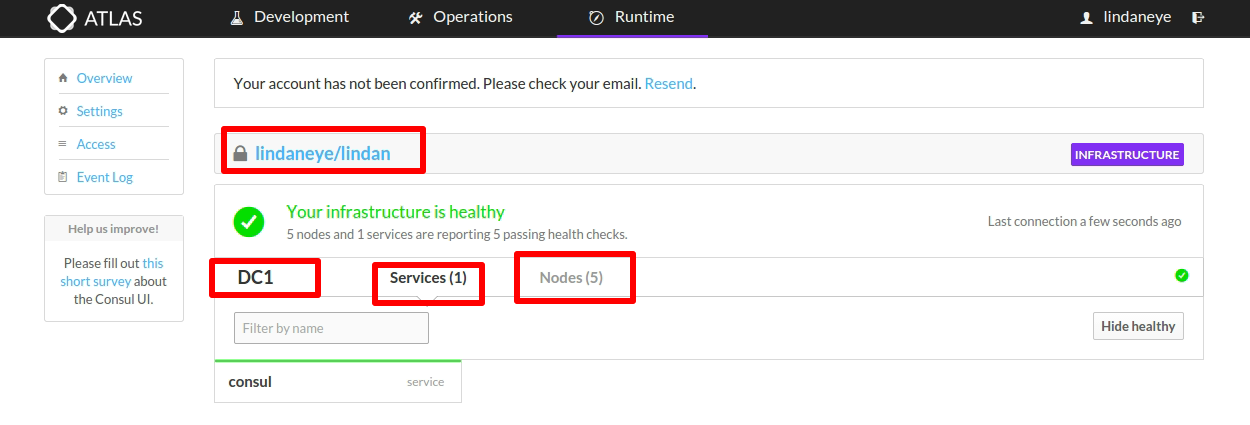 ATLAS Development Operations Runtime lindaneye
Overview
Settings
Access
Event Log
Help us improve!
Please fill out this
short survey about
the Consul UI.
Your account has not been confirmed. Please check your email. Resend.
lindaneye/lindan INFRASTRUCTURE
Your infrastructure is healthy
5 nodes and 1 services are reporting 5 passing health checks.
Last connection a few seconds ago
DC1 Services (1) Nodes (5)
Filter by name Hide healthy
consul service